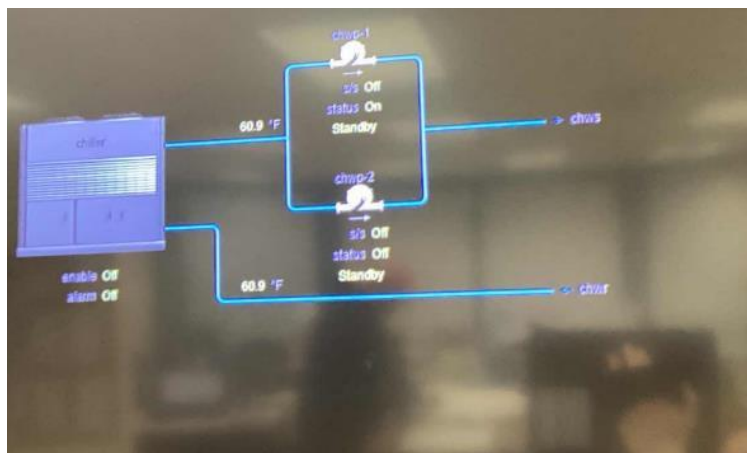 chwp-1
s/s Off
status On
Standby
60.9 °F
chws
chiller
chwp-2
s/s Off
status Off
Standby
enable Off
alarm Off
60.9 °F
chwr